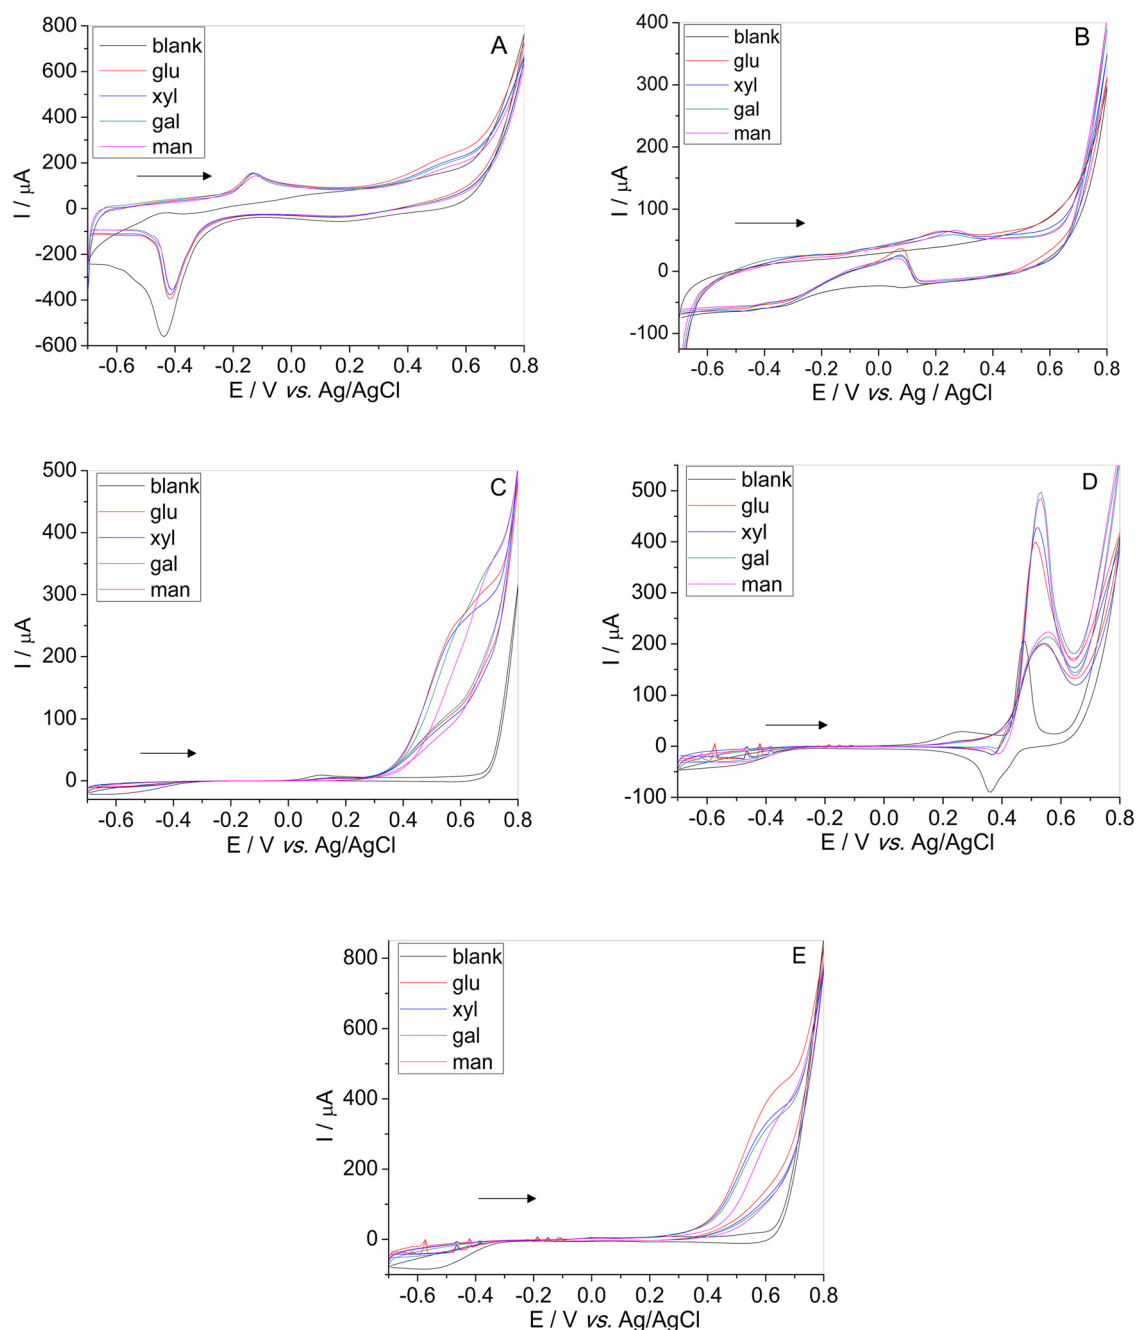 A
blank
glu
xyl
gal
man
800
600
400
200
0
-200
-400
-600
-0.6 -0.4 -0.2 0.0 0.2 0.4 0.6 0.8
I / μA
E / V vs. Ag/AgCl
B
blank
glu
xyl
gal
man
400
300
200
100
0
-100
-0.6 -0.4 -0.2 0.0 0.2 0.4 0.6 0.8
I / μA
E / V vs. Ag / AgCl
C
blank
glu
xyl
gal
man
500
400
300
200
100
0
-0.6 -0.4 -0.2 0.0 0.2 0.4 0.6 0.8
I / μA
E / V vs. Ag/AgCl
D
blank
glu
xyl
gal
man
500
400
300
200
100
0
-100
-0.6 -0.4 -0.2 0.0 0.2 0.4 0.6 0.8
I / μA
E / V vs. Ag/AgCl
E
blank
glu
xyl
gal
man
800
600
400
200
0
-0.6 -0.4 -0.2 0.0 0.2 0.4 0.6 0.8
I / μA
E / V vs. Ag/AgCl